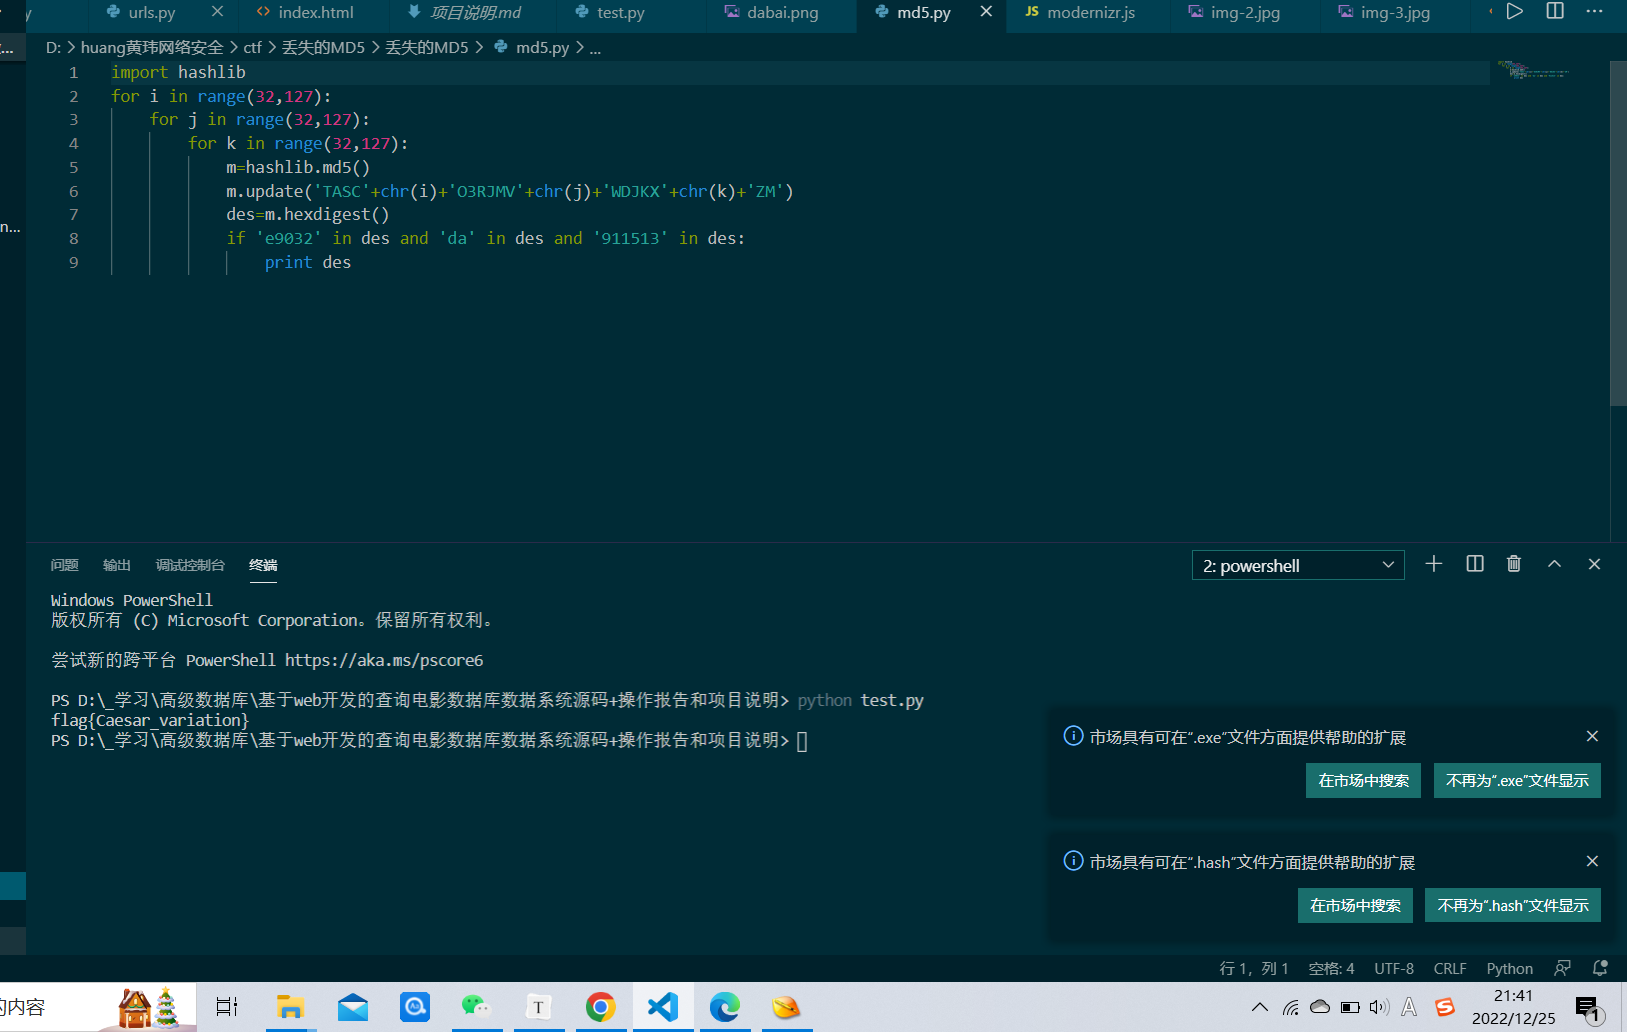 y urls.py index.html 项目说明.md test.py dabai.png md5.py JS modernizr.js img-2.jpg img-3.jpg
... D: > huang黄玮网络安全 > ctf > 丢失的MD5 > 丢失的MD5 > md5.py > ...
1 import hashlib
2 for i in range(32,127):
3 for j in range(32,127):
4 for k in range(32,127):
5 m=hashlib.md5()
6 m.update('TASC'+chr(i)+'O3RJMV'+chr(j)+'WDJKX'+chr(k)+'ZM')
7 des=m.hexdigest()
n...
8 if 'e9032' in des and 'da' in des and '911513' in des:
9 print des
问题 输出 调试控制台 终端 2: powershell
Windows PowerShell
版权所有 (C) Microsoft Corporation。保留所有权利。
尝试新的跨平台 PowerShell https://aka.ms/pscore6
PS D:\_学习\高级数据库\基于web开发的查询电影数据库数据系统源码+操作报告和项目说明> python test.py
flag{Caesar_variation}
PS D:\_学习\高级数据库\基于web开发的查询电影数据库数据系统源码+操作报告和项目说明>
市场具有可在".exe"文件方面提供帮助的扩展
在市场中搜索 不再为".exe"文件显示
市场具有可在".hash"文件方面提供帮助的扩展
在市场中搜索 不再为".hash"文件显示
行 1，列 1 空格: 4 UTF-8 CRLF Python
的内容 T A S 21:41
2022/12/25 1